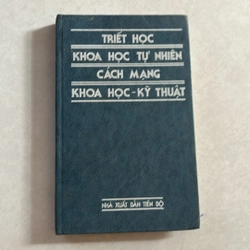 TRIẾT HỌC
KHOA HỌC TỰ NHIÊN
CÁCH MẠNG
KHOA HỌC-KỸ THUẬT
NHÀ XUẤT BẢN TIẾN BỘ